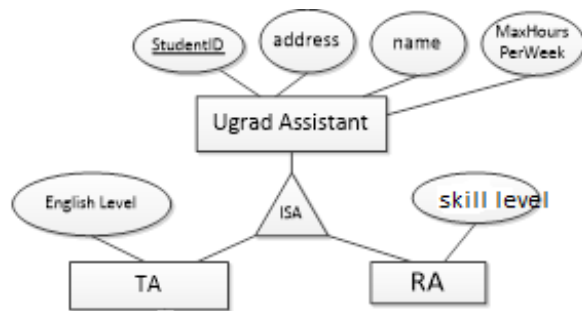 StudentID
address
name
MaxHours
PerWeek
Ugrad Assistant
English Level
ISA
skill level
TA
RA